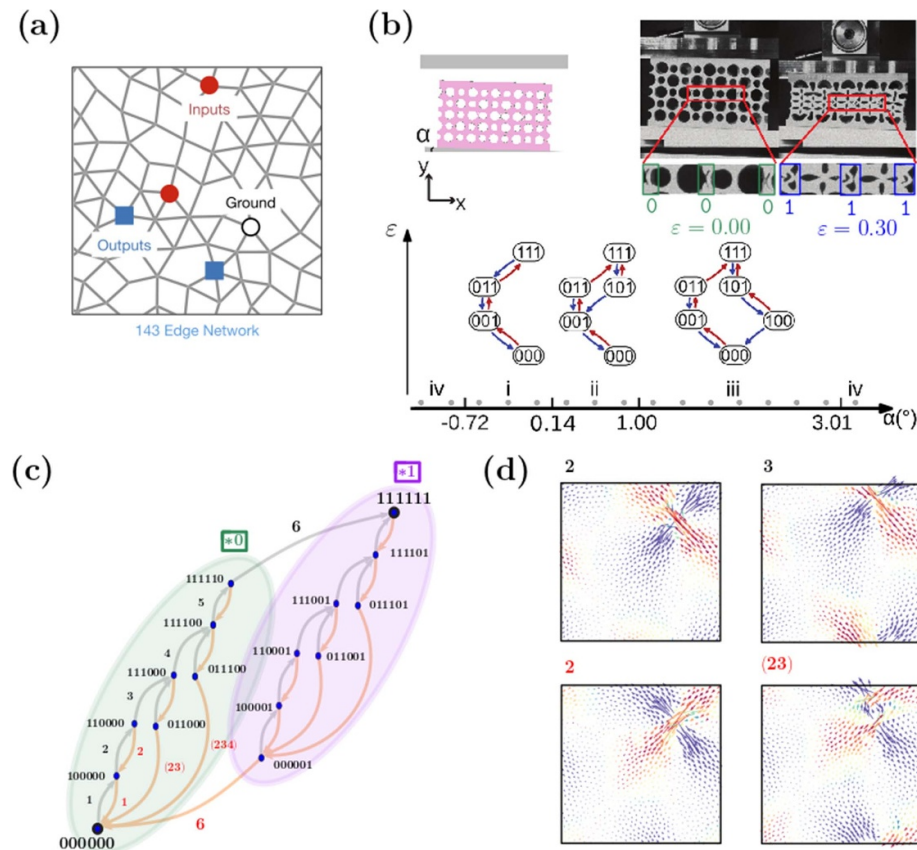 (a)
Inputs
Ground
Outputs
143 Edge Network
(b)
α
y
x
0 0 0
ε = 0.00
1 1 1
ε = 0.30
ε
111
011
001
000
111
011 101
001
000
111
011 101
001 100
000
iv i ii iii iv
-0.72 0.14 1.00 3.01 α(°)
(c)
*1
111111
6
*0
111110
111101
5
111100
111001
011101
4
111000
011100
110001
011001
3
110000
011000
(234)
100001
2
2
(23)
100000
000001
1
1
000000
6
(d)
2
3
2
(23)